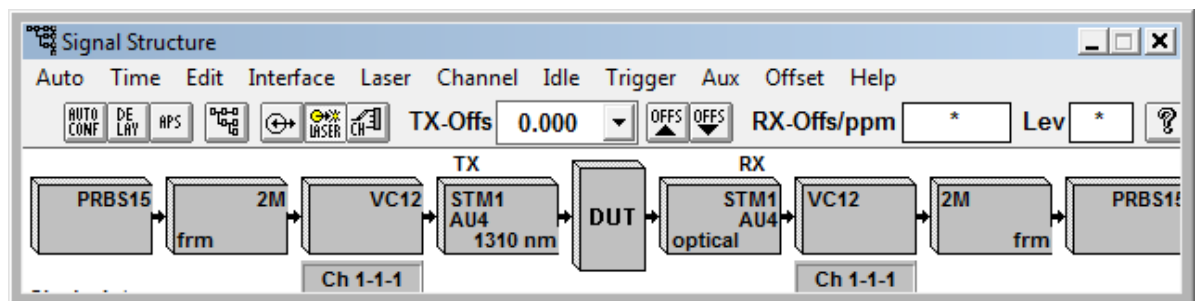 Signal Structure
Auto Time Edit Interface Laser Channel Idle Trigger Aux Offset Help
AUTO CONF DE LAY APS LASER CH TX-Offs 0.000 OFFS OFFS RX-Offs/ppm * Lev * ?
TX RX
PRBS15 2M VC12 STM1 DUT STM1 VC12 2M PRBS15
AU4 AU4
frm 1310 nm optical frm
Ch 1-1-1 Ch 1-1-1